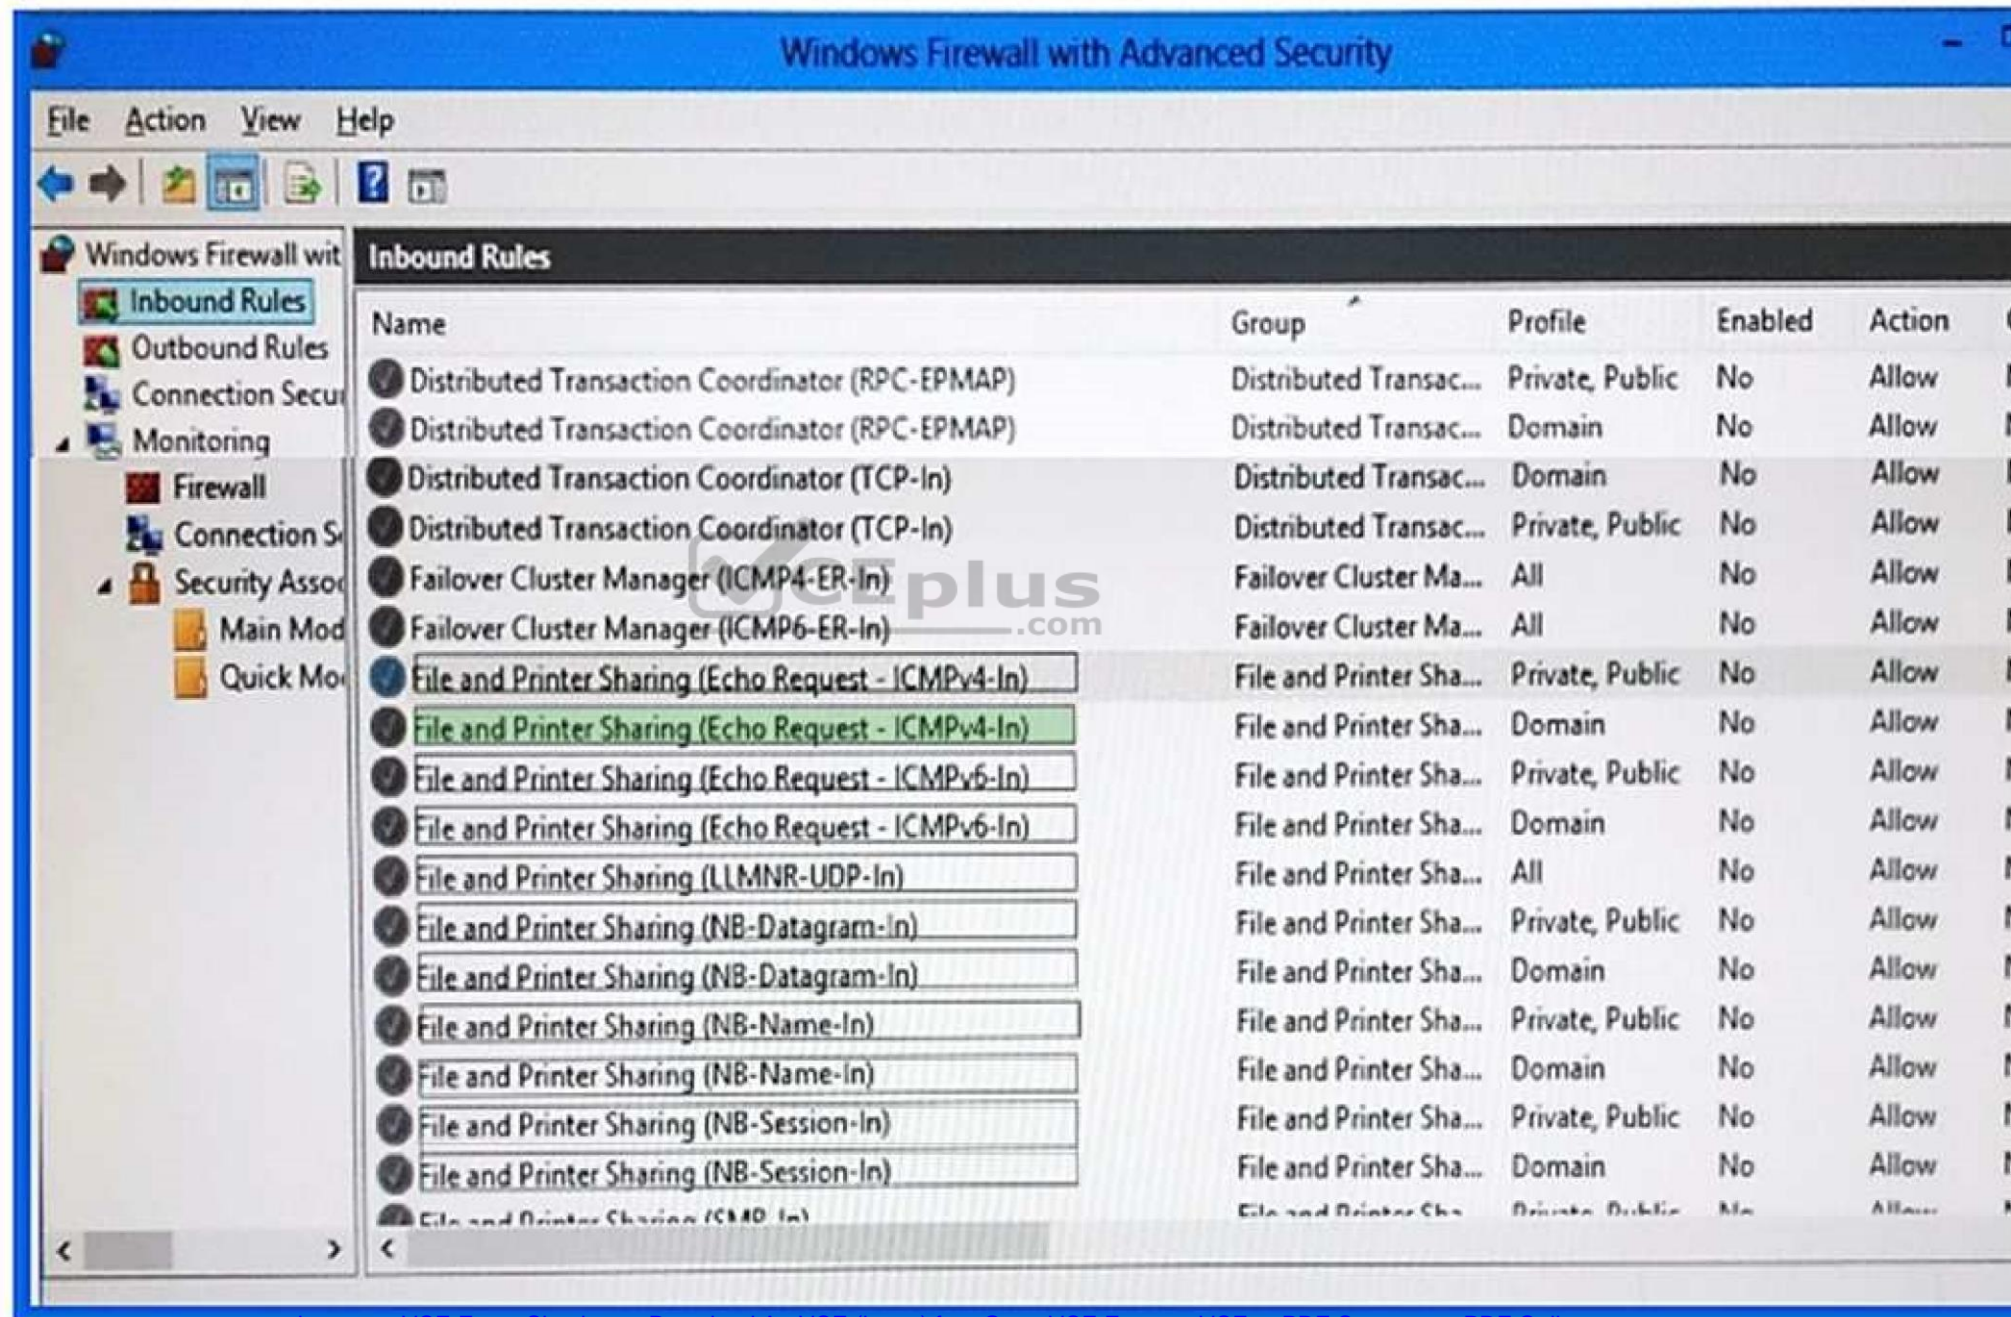 Windows Firewall with Advanced Security
File Action View Help
Windows Firewall wit
Inbound Rules
Outbound Rules
Connection Secu
Monitoring
Firewall
Connection S
Security Asso
Main Mod
Quick Mo
Inbound Rules
Name Group Profile Enabled Action
Distributed Transaction Coordinator (RPC-EPMAP) Distributed Transac... Private, Public No Allow
Distributed Transaction Coordinator (RPC-EPMAP) Distributed Transac... Domain No Allow
Distributed Transaction Coordinator (TCP-In) Distributed Transac... Domain No Allow
Distributed Transaction Coordinator (TCP-In) Distributed Transac... Private, Public No Allow
Failover Cluster Manager (ICMP4-ER-In) Failover Cluster Ma... All No Allow
Failover Cluster Manager (ICMP6-ER-In) Failover Cluster Ma... All No Allow
File and Printer Sharing (Echo Request - ICMPv4-In) File and Printer Sha... Private, Public No Allow
File and Printer Sharing (Echo Request - ICMPv4-In) File and Printer Sha... Domain No Allow
File and Printer Sharing (Echo Request - ICMPv6-In) File and Printer Sha... Private, Public No Allow
File and Printer Sharing (Echo Request - ICMPv6-In) File and Printer Sha... Domain No Allow
File and Printer Sharing (LLMNR-UDP-In) File and Printer Sha... All No Allow
File and Printer Sharing (NB-Datagram-In) File and Printer Sha... Private, Public No Allow
File and Printer Sharing (NB-Datagram-In) File and Printer Sha... Domain No Allow
File and Printer Sharing (NB-Name-In) File and Printer Sha... Private, Public No Allow
File and Printer Sharing (NB-Name-In) File and Printer Sha... Domain No Allow
File and Printer Sharing (NB-Session-In) File and Printer Sha... Private, Public No Allow
File and Printer Sharing (NB-Session-In) File and Printer Sha... Domain No Allow
CEplus
.com